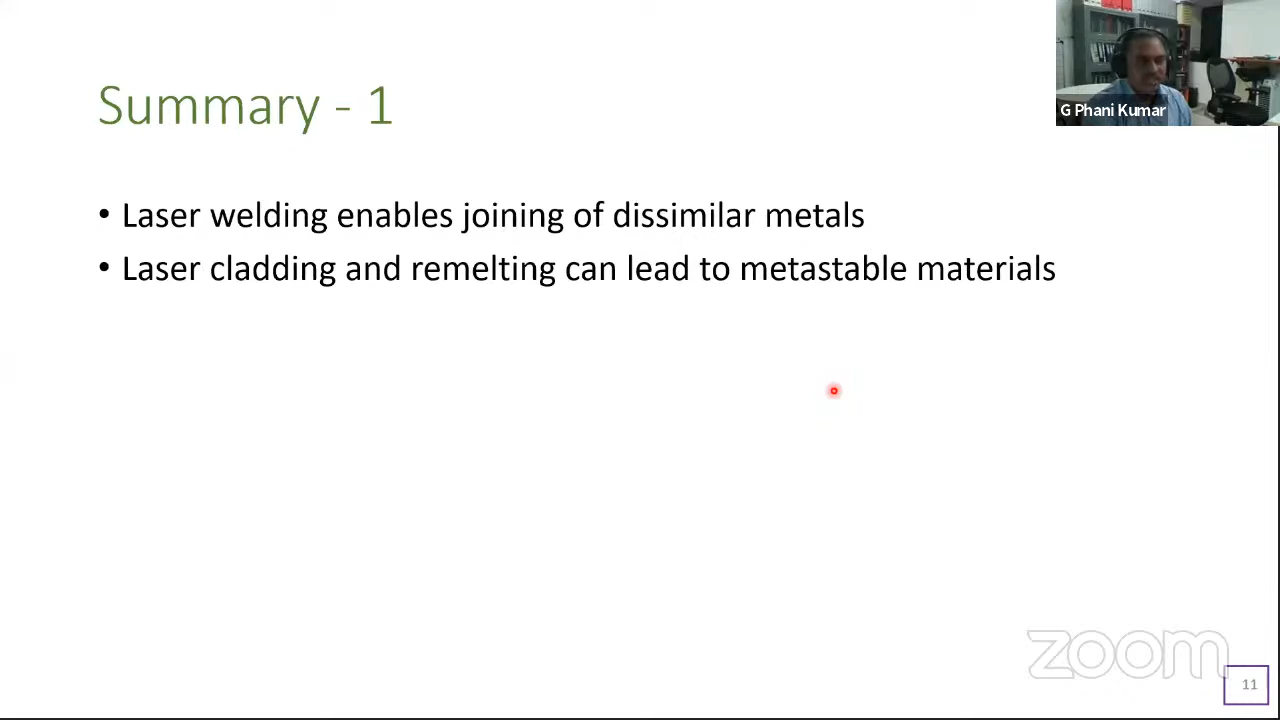 Summary - 1
G Phani Kumar
• Laser welding enables joining of dissimilar metals
• Laser cladding and remelting can lead to metastable materials
zoom
11